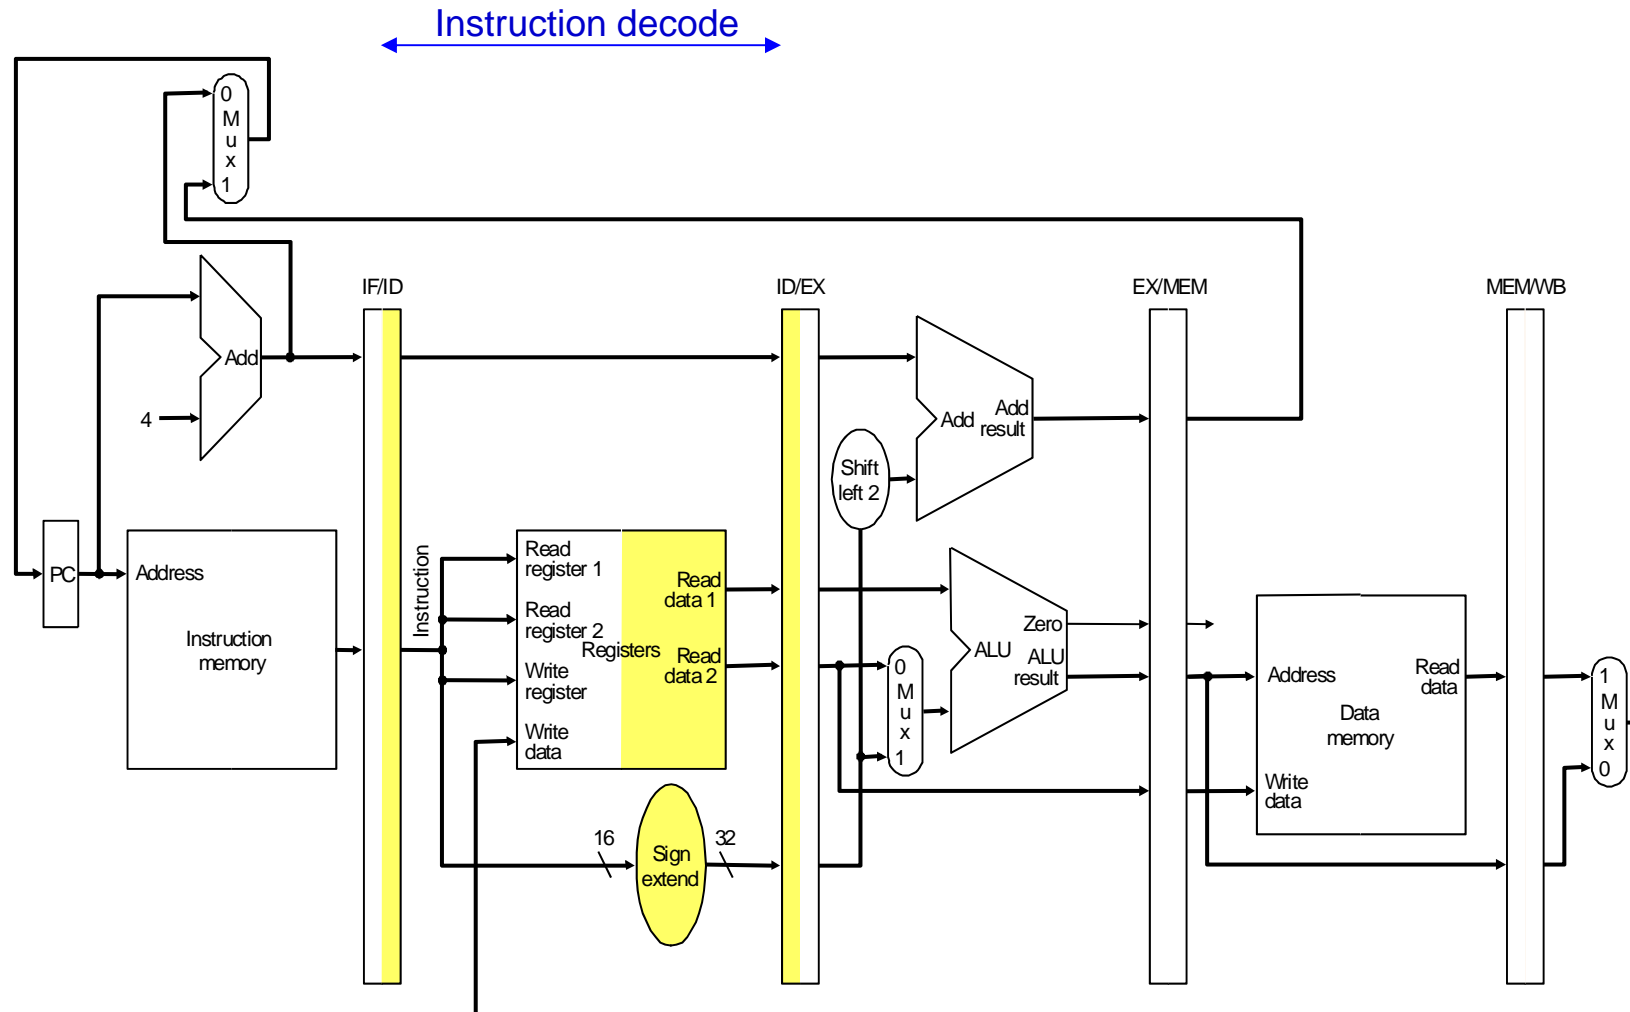 Instruction decode
0
M
u
x
1
IF/ID
ID/EX
EX/MEM
MEM/WB
Add
4
Add
Add
result
Shift
left 2
PC
Address
Instruction
memory
Instruction
Read
register 1
Read
register 2
Write
register
Write
data
Registers
Read
data 1
Read
data 2
16
Sign
extend
32
0
M
u
x
1
Zero
ALU
ALU
result
Address
Read
data
Data
memory
Write
data
1
M
u
x
0